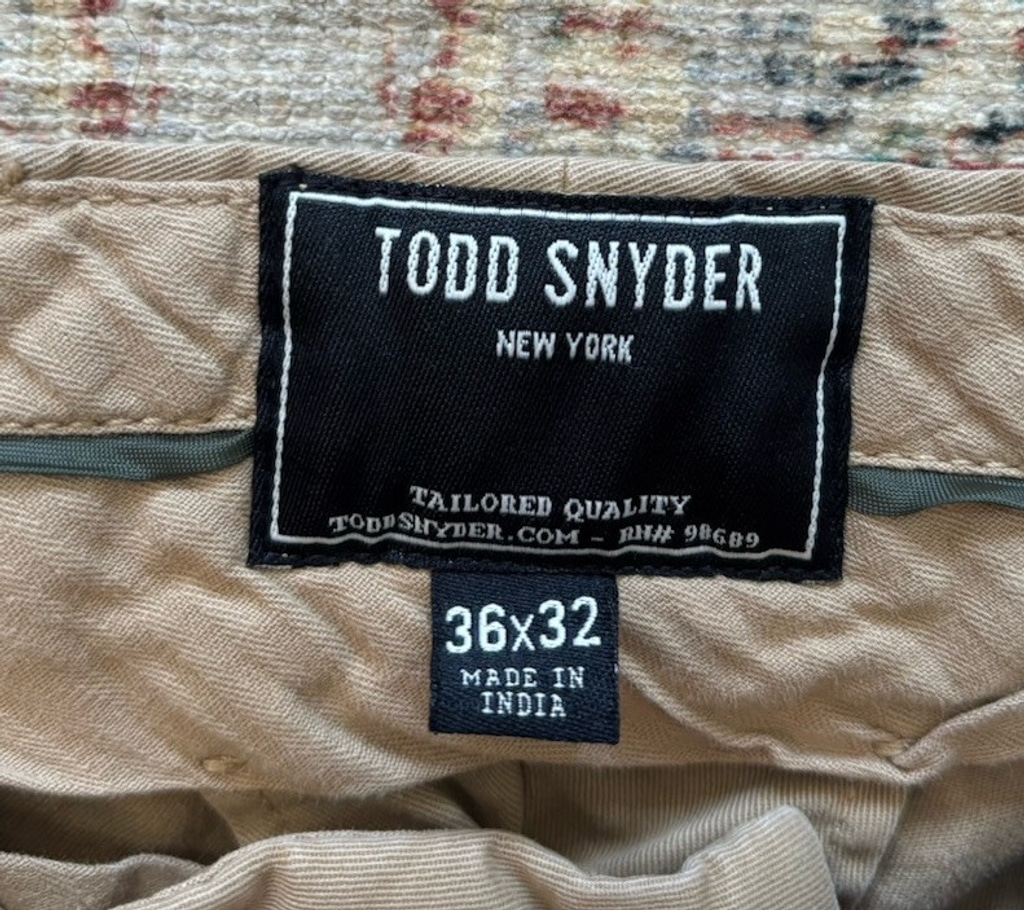 TODD SNYDER
NEW YORK
TAILORED QUALITY
TODDSNYDER.COM - RN# 98689
36x32
MADE IN
INDIA